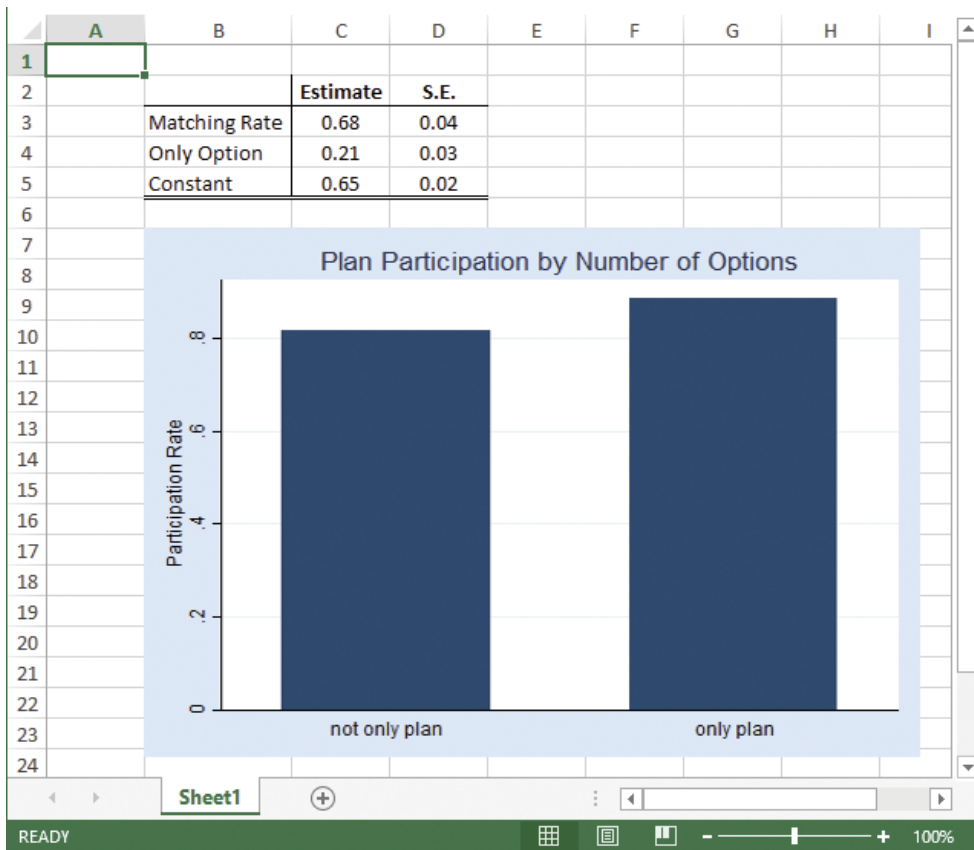 A B C D E F G H I
1
2 Estimate S.E.
3 Matching Rate 0.68 0.04
4 Only Option 0.21 0.03
5 Constant 0.65 0.02
6
7
Plan Participation by Number of Options
8
9
10 .8
11
12
13 .6
14
15
Participation Rate
16 .4
17
18
19 .2
20
21
22 0
23 not only plan only plan
24
Sheet1
READY 100%